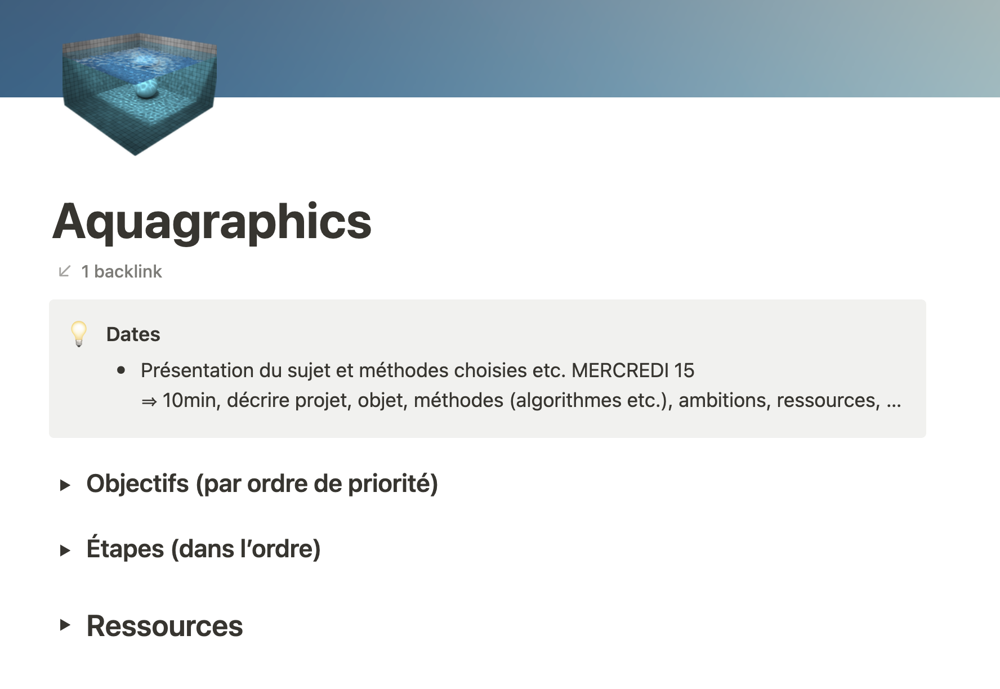 Aquagraphics
1 backlink
Dates
Présentation du sujet et méthodes choisies etc. MERCREDI 15
⇒ 10min, décrire projet, objet, méthodes (algorithmes etc.), ambitions, ressources, …
Objectifs (par ordre de priorité)
Étapes (dans l’ordre)
Ressources